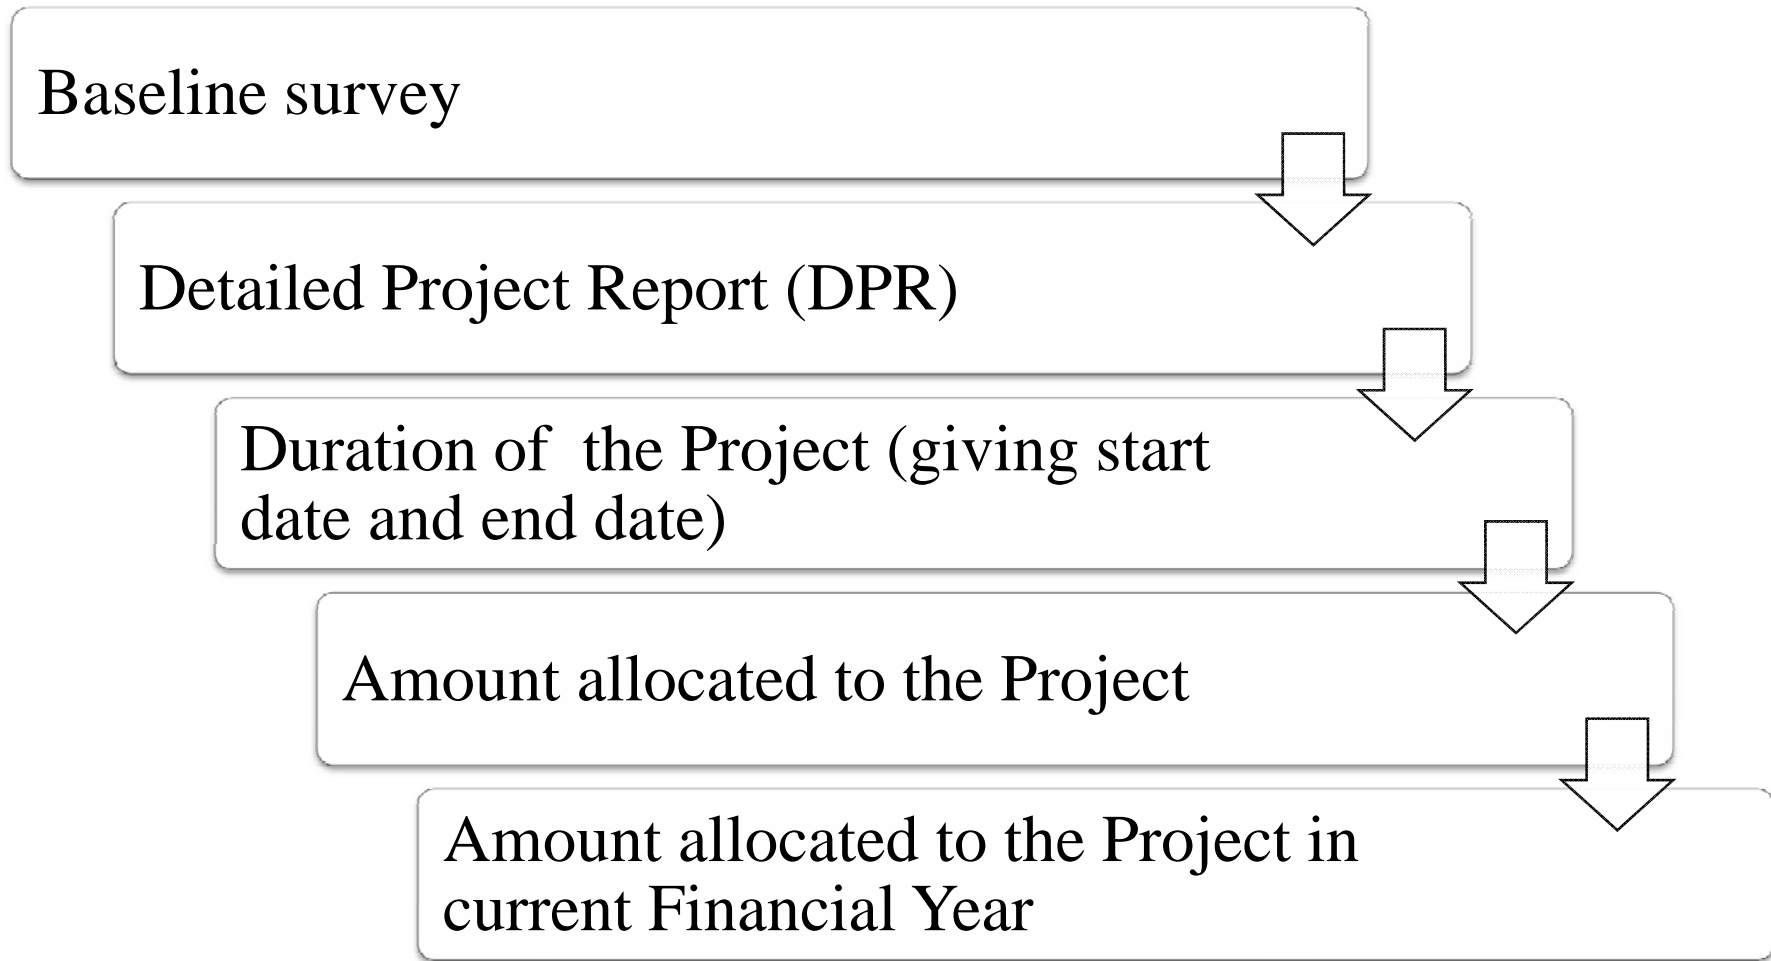 Baseline survey
Detailed Project Report (DPR)
Duration of  the Project (giving start
date and end date)
Amount allocated to the Project
Amount allocated to the Project in
current Financial Year